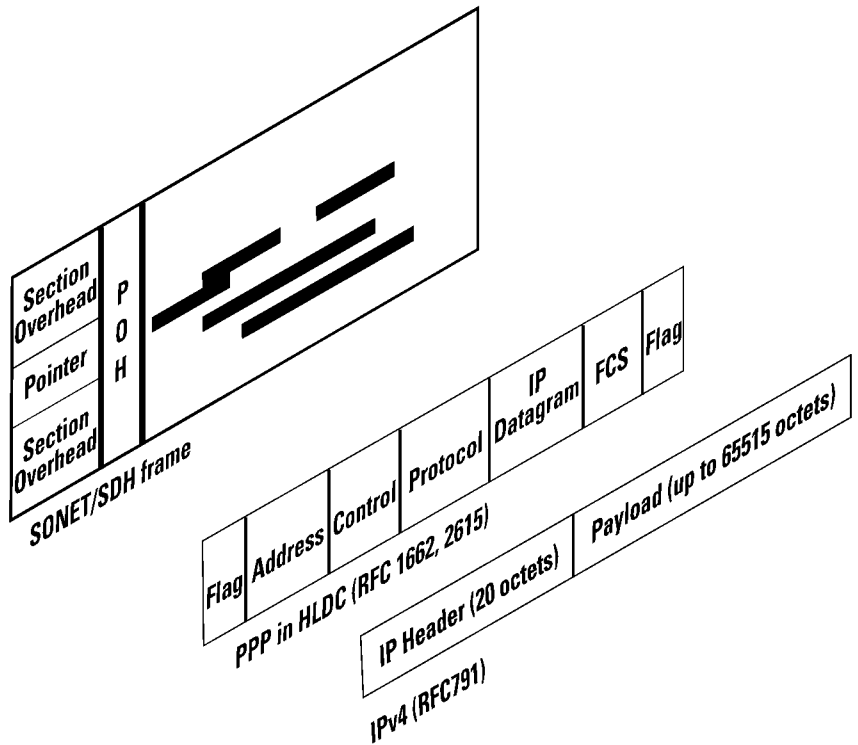 Section
Overhead
Pointer
Section
Overhead
P
O
H
SONET/SDH frame
Flag
Address
Control
Protocol
IP
Datagram
FCS
Flag
PPP in HLDC (RFC 1662, 2615)
IP Header (20 octets)
Payload (up to 65515 octets)
IPv4 (RFC791)